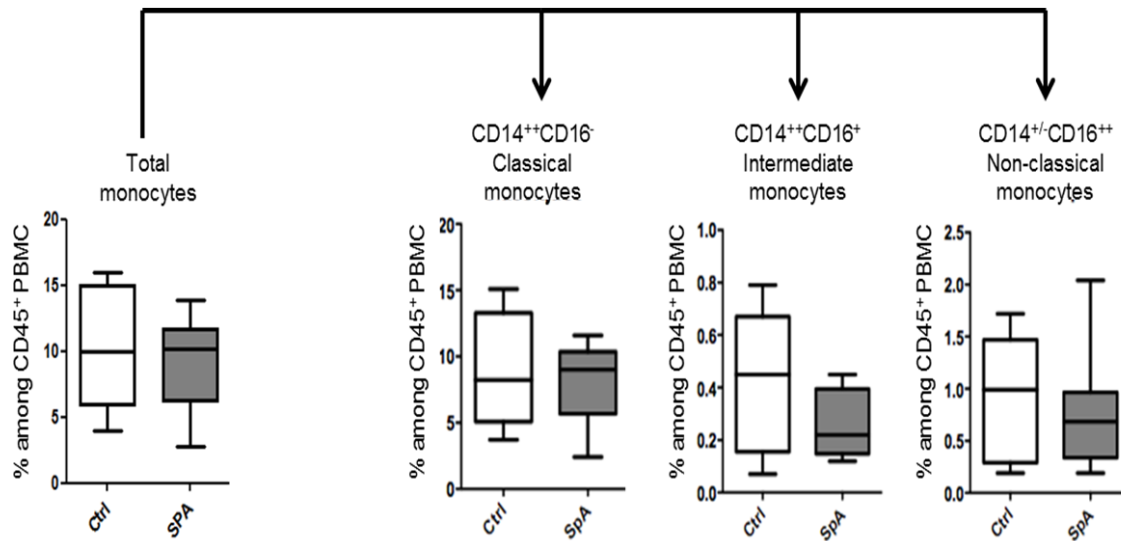 Total
monocytes
CD14⁺⁺CD16⁻
Classical
monocytes
CD14⁺⁺CD16⁺
Intermediate
monocytes
CD14⁺/⁻CD16⁺⁺
Non-classical
monocytes
% among CD45⁺ PBMC
20
15
10
5
0
Ctrl
SPA
% among CD45⁺ PBMC
20
15
10
5
0
Ctrl
SpA
% among CD45⁺ PBMC
1.0
0.8
0.6
0.4
0.2
0.0
Ctrl
SpA
% among CD45⁺ PBMC
2.5
2.0
1.5
1.0
0.5
0.0
Ctrl
SpA